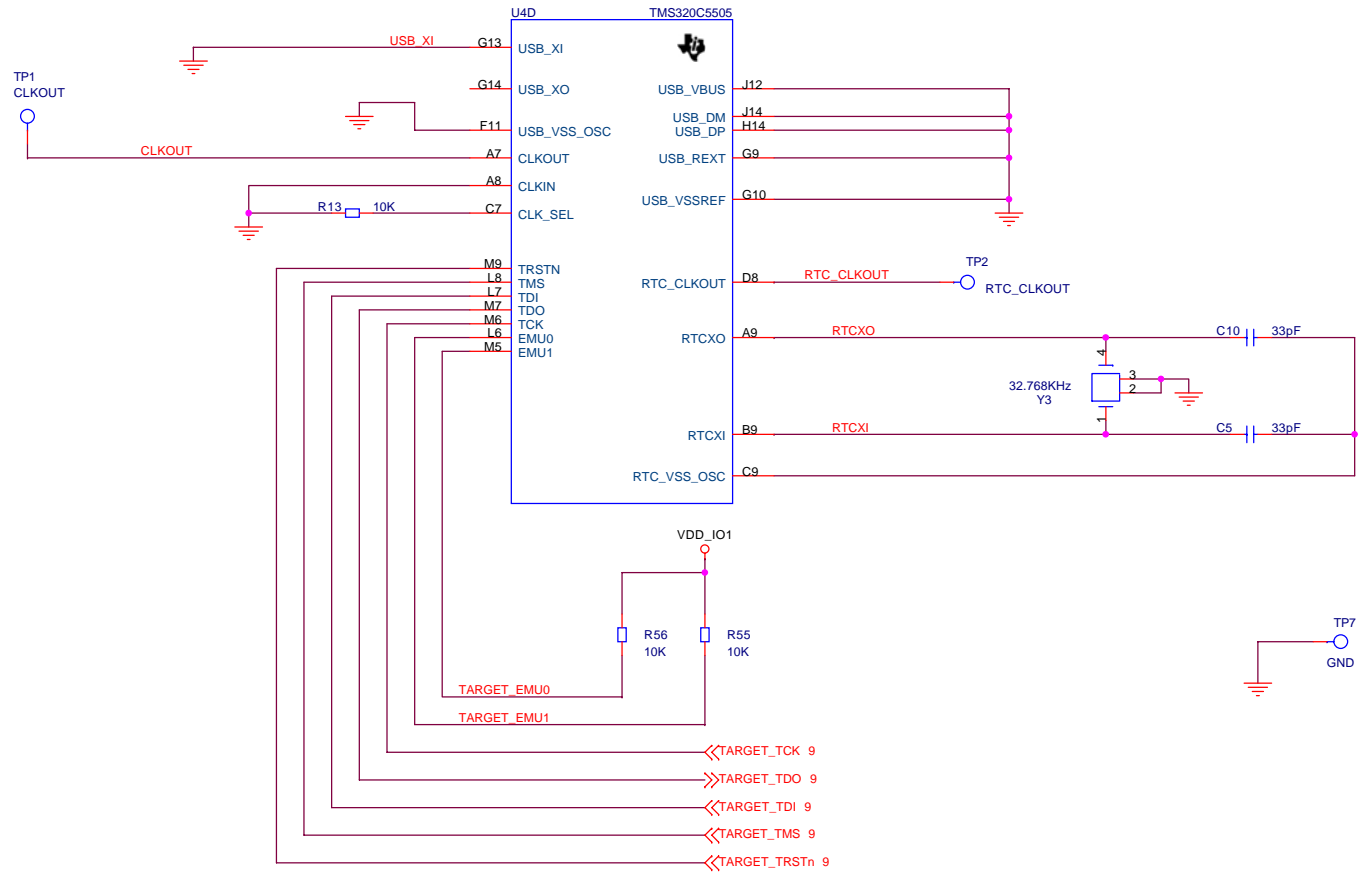 U4D TMS320C5505
USB_XI G13 USB_XI
TP1
CLKOUT
G14 USB_XO USB_VBUS J12
USB_DM J14
F11 USB_VSS_OSC USB_DP H14
CLKOUT A7 CLKOUT USB_REXT G9
A8 CLKIN
USB_VSSREF G10
R13 10K C7 CLK_SEL
M9 TRSTN
L8 TMS RTC_CLKOUT D8 RTC_CLKOUT TP2
RTC_CLKOUT
L7 TDI
M7 TDO
M6 TCK
L6 EMU0 RTCXO A9 RTCXO C10 33pF
M5 EMU1
4
3
32.768KHz
2
Y3
1
RTCXI B9 RTCXI C5 33pF
RTC_VSS_OSC C9
VDD_IO1
TP7
R56 R55
10K 10K
GND
TARGET_EMU0
TARGET_EMU1
TARGET_TCK 9
TARGET_TDO 9
TARGET_TDI 9
TARGET_TMS 9
TARGET_TRSTn 9